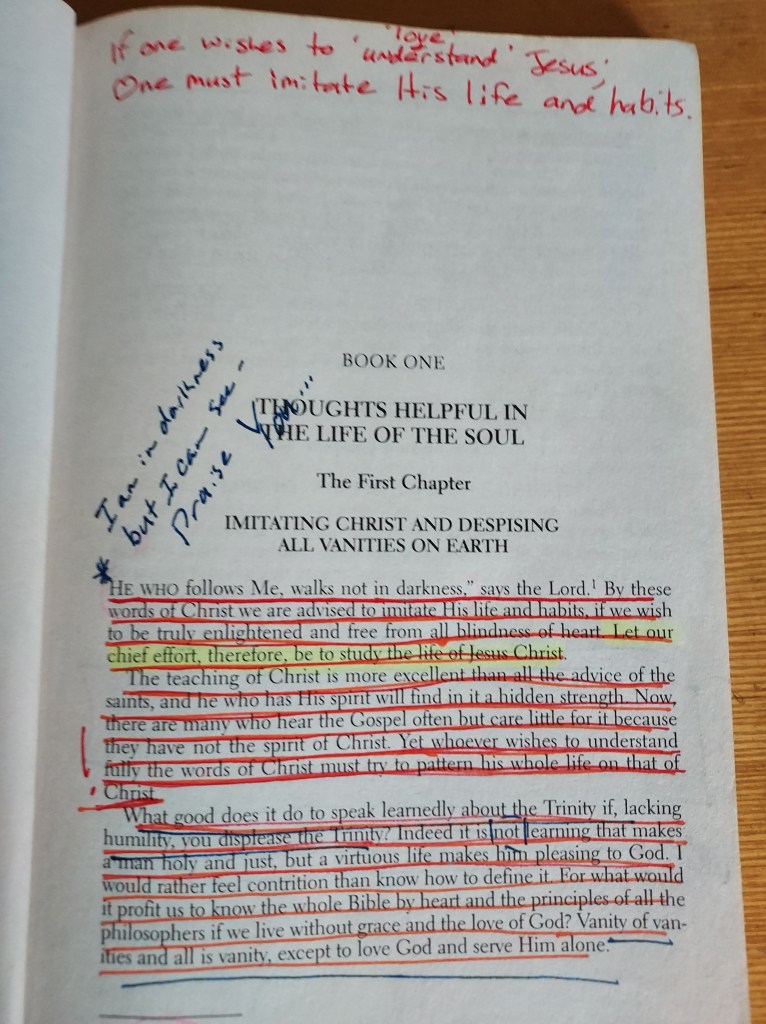 'love'
If one wishes to 'understand' Jesus;
One must imitate His life and habits.
I am in darkness
but I can see -
Praise You...
BOOK ONE
THOUGHTS HELPFUL IN
THE LIFE OF THE SOUL
The First Chapter
IMITATING CHRIST AND DESPISING
ALL VANITIES ON EARTH
*
"HE WHO follows Me, walks not in darkness," says the Lord.¹ By these
words of Christ we are advised to imitate His life and habits, if we wish
to be truly enlightened and free from all blindness of heart. Let our
chief effort, therefore, be to study the life of Jesus Christ.
The teaching of Christ is more excellent than all the advice of the
saints, and he who has His spirit will find in it a hidden strength. Now,
there are many who hear the Gospel often but care little for it because
they have not the spirit of Christ. Yet whoever wishes to understand
fully the words of Christ must try to pattern his whole life on that of
Christ.
What good does it do to speak learnedly about the Trinity if, lacking
humility, you displease the Trinity? Indeed it is not learning that makes
a man holy and just, but a virtuous life makes him pleasing to God. I
would rather feel contrition than know how to define it. For what would
it profit us to know the whole Bible by heart and the principles of all the
philosophers if we live without grace and the love of God? Vanity of van-
ities and all is vanity, except to love God and serve Him alone.